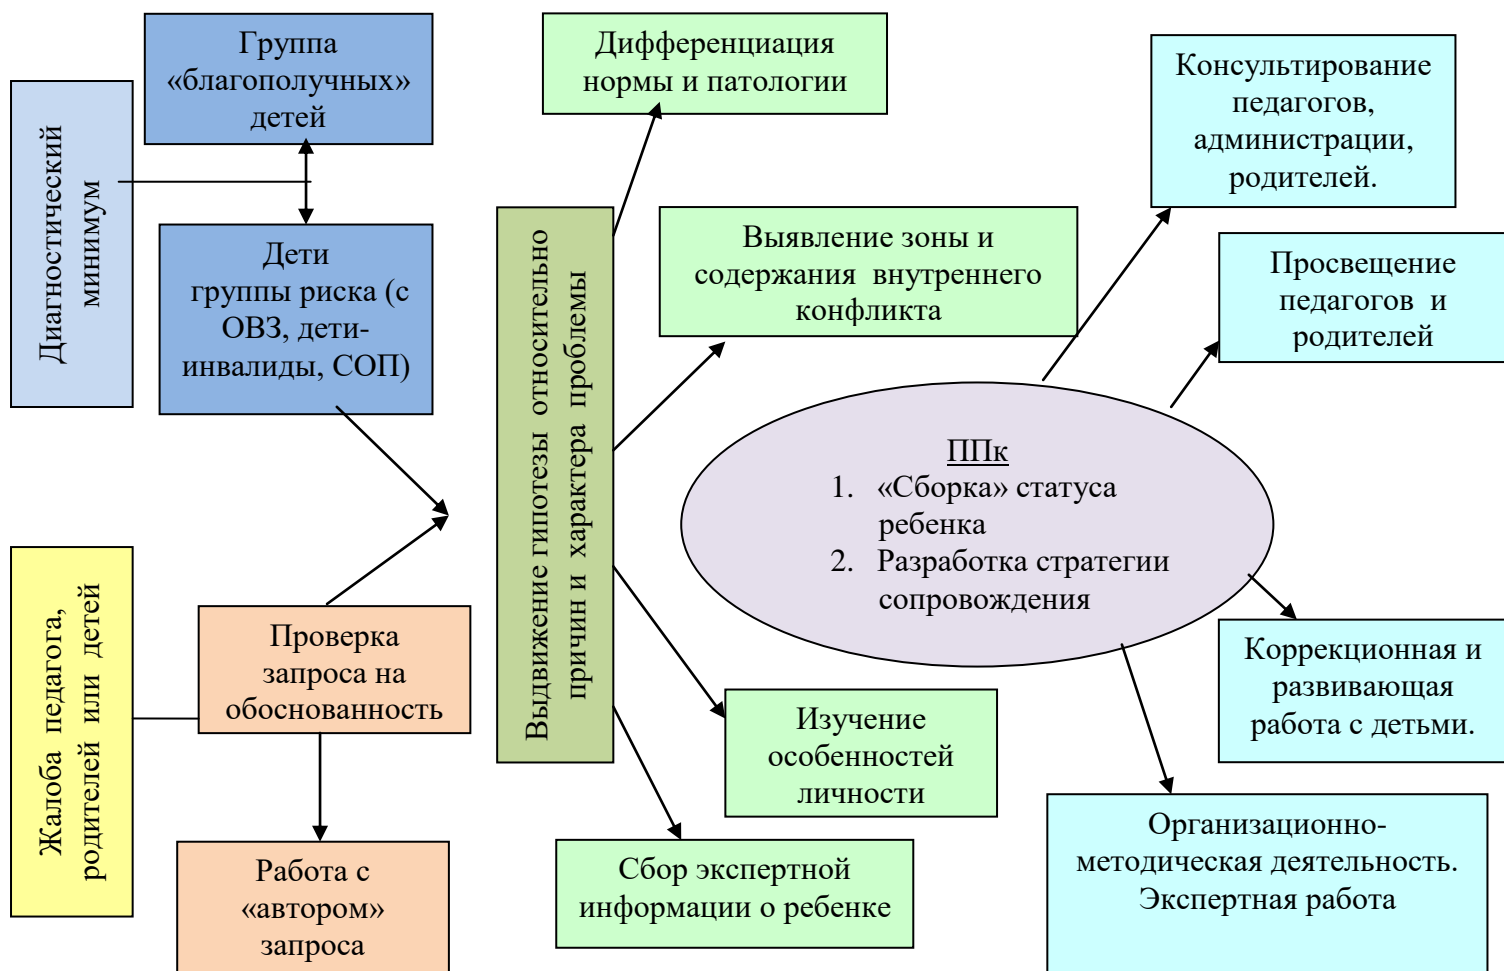 Группа
«благополучных»
детей
Диагностический
минимум
Дети
группы риска (с
ОВЗ, дети-
инвалиды, СОП)
Жалоба педагога,
родителей или детей
Проверка
запроса на
обоснованность
Работа с
«автором»
запроса
Выдвижение гипотезы относительно
причин и характера проблемы
Дифференциация
нормы и патологии
Выявление зоны и
содержания внутреннего
конфликта
Изучение
особенностей
личности
Сбор экспертной
информации о ребенке
ППк
1. «Сборка» статуса
ребенка
2. Разработка стратегии
сопровождения
Консультирование
педагогов,
администрации,
родителей.
Просвещение
педагогов и
родителей
Коррекционная и
развивающая
работа с детьми.
Организационно-
методическая деятельность.
Экспертная работа